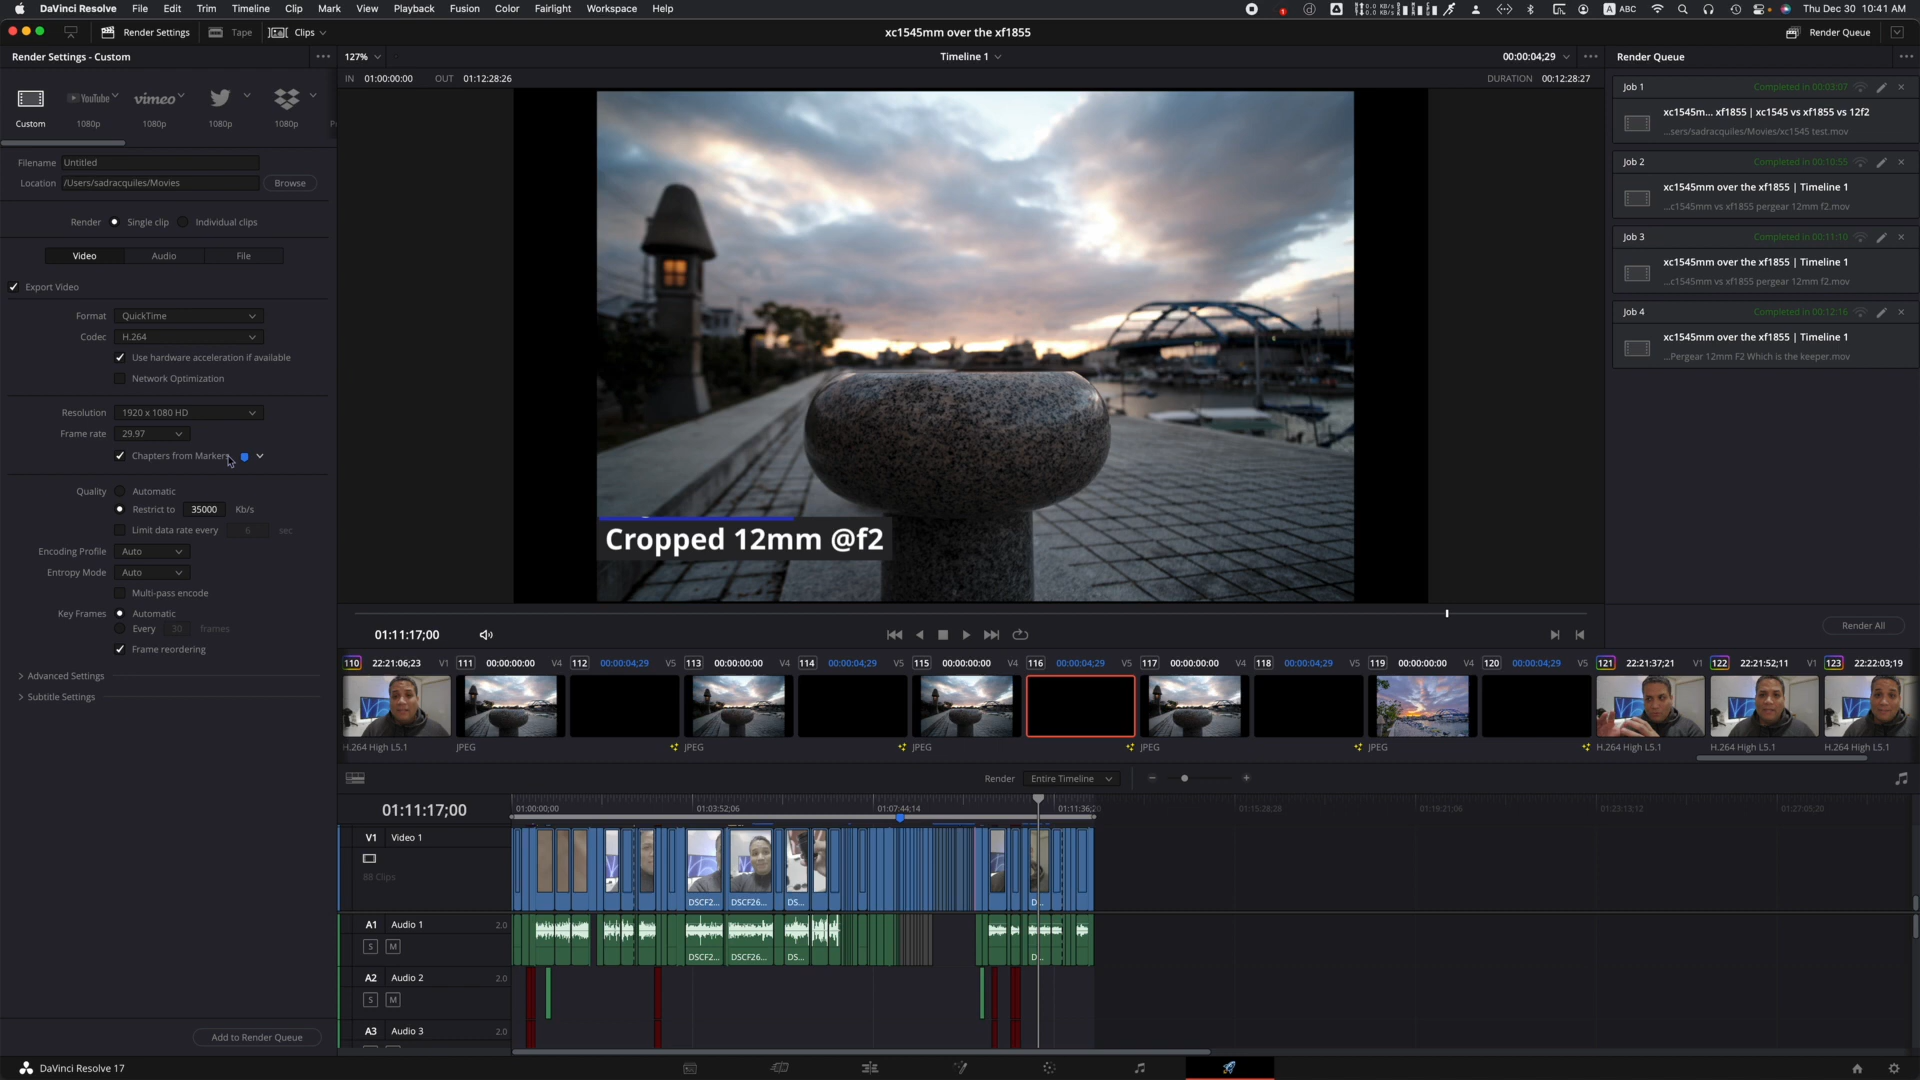 DaVinci Resolve File Edit Trim Timeline Clip Mark View Playback Fusion Color Fairlight Workspace Help ABC Thu Dec 30 10:41 AM
Render Settings Tape Clips xc1545mm over the xf1855 Render Queue
Render Settings - Custom 127% Timeline 1 00:00:04;29 Render Queue
IN 01:00:00:00 OUT 01:12:28:26 DURATION 00:12:28:27
YouTube vimeo
Custom 1080p 1080p 1080p 1080p
Filename Untitled
Location /Users/sadracquiles/Movies Browse
Render Single clip Individual clips
Video Audio File
Export Video
Format QuickTime
Codec H.264
Use hardware acceleration if available
Network Optimization
Resolution 1920 x 1080 HD
Frame rate 29.97
Chapters from Markers
Quality Automatic
Restrict to 35000 Kb/s
Limit data rate every 6 sec
Encoding Profile Auto
Entropy Mode Auto
Multi-pass encode
Key Frames Automatic
Every 30 frames
Frame reordering
Advanced Settings
Subtitle Settings
Add to Render Queue
Cropped 12mm @f2
Job 1 Completed in 00:03:07
xc1545m... xf1855 | xc1545 vs xf1855 vs 12f2
...sers/sadracquiles/Movies/xc1545 test.mov
Job 2 Completed in 00:10:55
xc1545mm over the xf1855 | Timeline 1
...c1545mm vs xf1855 pergear 12mm f2.mov
Job 3 Completed in 00:11:10
xc1545mm over the xf1855 | Timeline 1
...c1545mm vs xf1855 pergear 12mm f2.mov
Job 4 Completed in 00:12:16
xc1545mm over the xf1855 | Timeline 1
...Pergear 12mm F2 Which is the keeper.mov
Render All
01:11:17;00
110 22:21:06;23 V1 111 00:00:00:00 V4 112 00:00:04;29 V5 113 00:00:00:00 V4 114 00:00:04;29 V5 115 00:00:00:00 V4 116 00:00:04;29 V5 117 00:00:00:00 V4 118 00:00:04;29 V5 119 00:00:00:00 V4 120 00:00:04;29 V5 121 22:21:37;21 V1 122 22:21:52;11 V1 123 22:22:03;19
H.264 High L5.1 JPEG JPEG JPEG JPEG JPEG H.264 High L5.1 H.264 High L5.1 H.264 High L5.1
Render Entire Timeline
01:11:17;00 01:00:00;00 01:03:52;06 01:07:44;14 01:11:36;20 01:15:28;28 01:19:21;06 01:23:13;12 01:27:05;20
V1 Video 1
88 Clips
DSCF2... DSCF26... DS... D...
A1 Audio 1 2.0
S M
DSCF2... DSCF26... DS... D...
A2 Audio 2 2.0
S M
A3 Audio 3 2.0
DaVinci Resolve 17